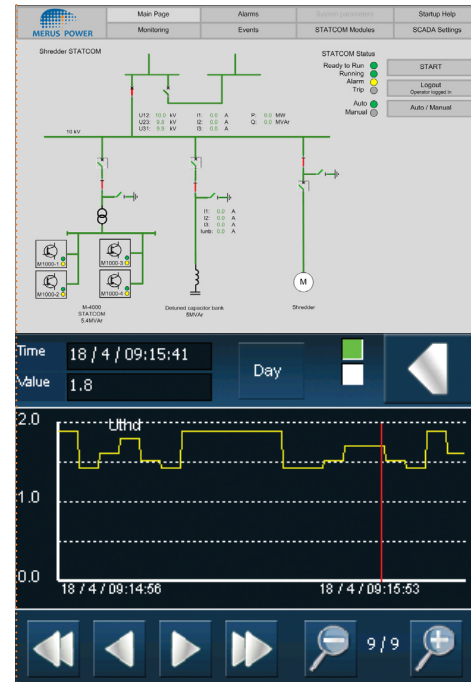 Main Page
Alarms
System parameters
Startup Help
MERUS POWER
Monitoring
Events
STATCOM Modules
SCADA Settings
Shredder STATCOM
STATCOM Status
Ready to Run
Running
Alarm
Trip
Auto
Manual
START
Logout
Operator logged in
Auto / Manual
U12: 10.0 kV I1: 0.0 A P: 0.0 MW
U23: 9.9 kV I2: 0.0 A Q: 0.0 MVAr
U31: 9.9 kV I3: 0.0 A
10 kV
I1: 0.0 A
I2: 0.0 A
I3: 0.0 A
Iunb: 0.0 A
M1000-1
M1000-3
M1000-2
M1000-4
M
M-4000
STATCOM
5.4MVAr
Detuned capacitor bank
6MVAr
Shredder
Time
18 / 4 / 09:15:41
Value
1.8
Day
2.0
Uthd
1.0
0.0
18 / 4 / 09:14:56
18 / 4 / 09:15:53
9 / 9